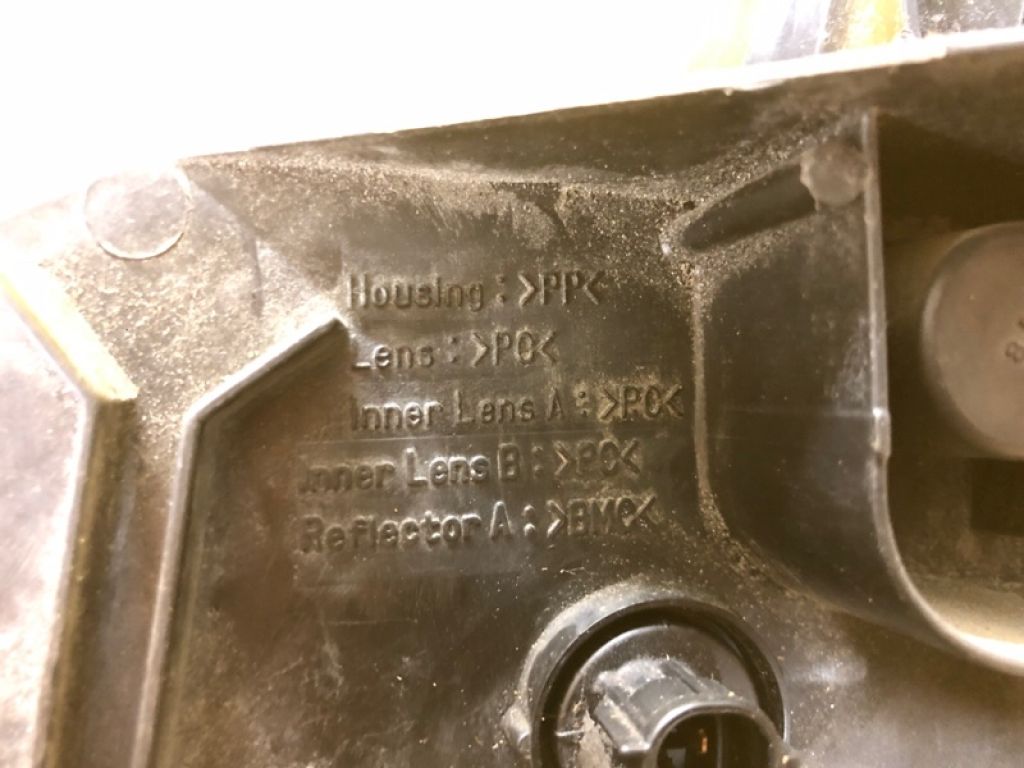 Housing : >PP<
Lens : >PC<
Inner Lens A : >PC<
Inner Lens B : >PC<
Reflector A : >BMC<